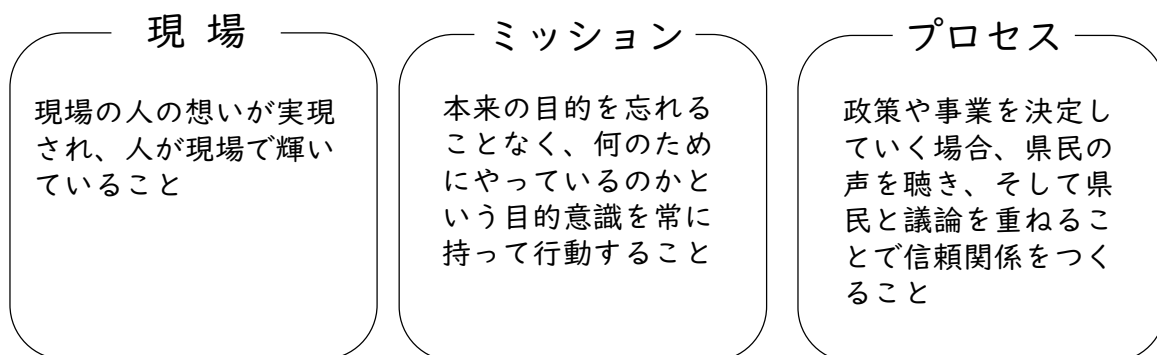 現 場
現場の人の想いが実現
され、人が現場で輝い
ていること
ミッション
本来の目的を忘れる
ことなく、何のため
にやっているのかと
いう目的意識を常に
持って行動すること
プロセス
政策や事業を決定し
ていく場合、県民の
声を聴き、そして県
民と議論を重ねるこ
とで信頼関係をつく
ること